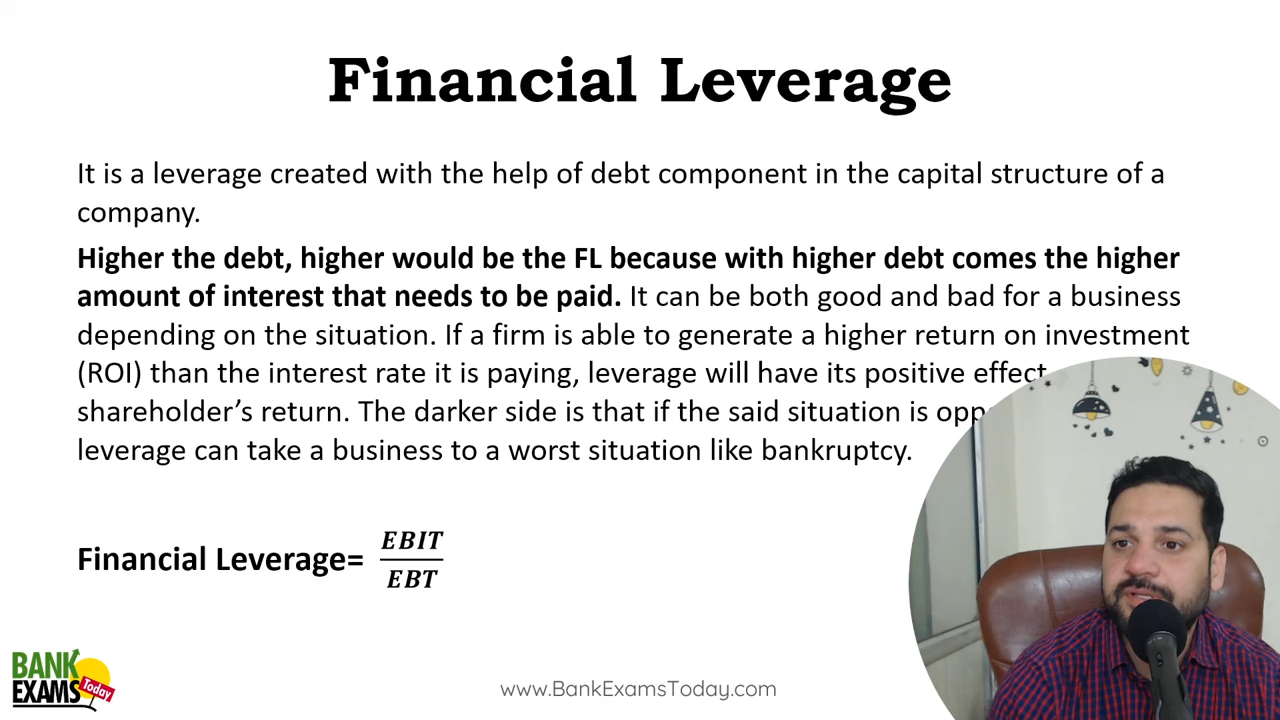 Financial Leverage
It is a leverage created with the help of debt component in the capital structure of a
company.
Higher the debt, higher would be the FL because with higher debt comes the higher
amount of interest that needs to be paid. It can be both good and bad for a business
depending on the situation. If a firm is able to generate a higher return on investment
(ROI) than the interest rate it is paying, leverage will have its positive effect
shareholder’s return. The darker side is that if the said situation is
leverage can take a business to a worst situation like bankruptcy.
Financial Leverage= EBIT
EBT
BANK
EXAMS Today
www.BankExamsToday.com